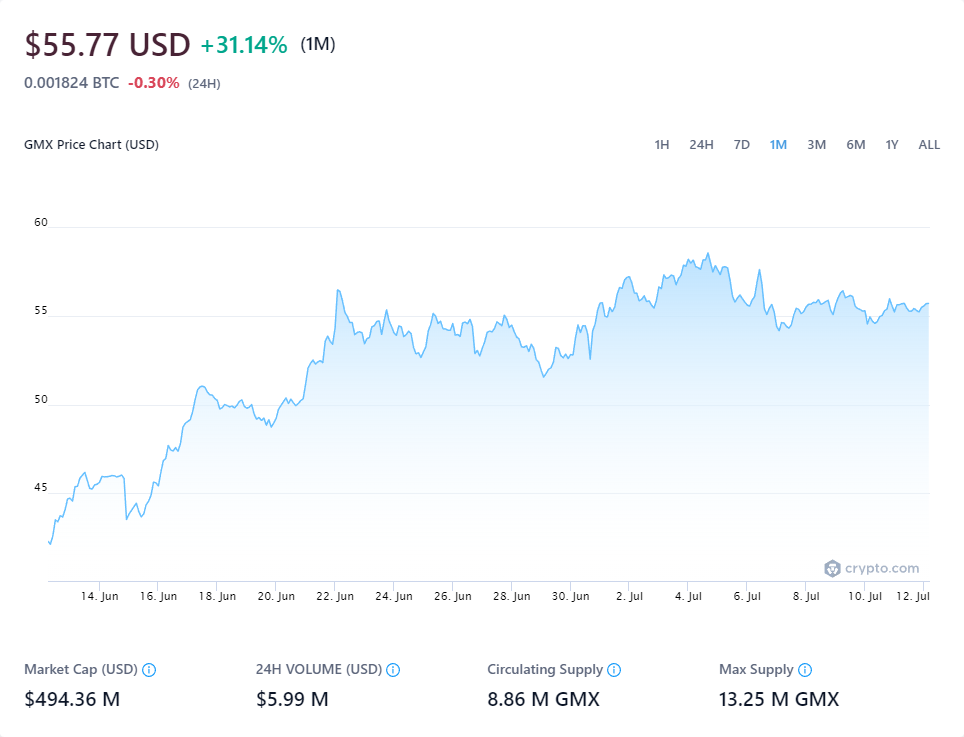 $55.77 USD +31.14% (1M)
0.001824 BTC -0.30% (24H)
GMX Price Chart (USD) 1H 24H 7D 1M 3M 6M 1Y ALL
60
55
50
45
crypto.com
14. Jun 16. Jun 18. Jun 20. Jun 22. Jun 24. Jun 26. Jun 28. Jun 30. Jun 2. Jul 4. Jul 6. Jul 8. Jul 10. Jul 12. Jul
Market Cap (USD) 24H VOLUME (USD) Circulating Supply Max Supply
$494.36 M $5.99 M 8.86 M GMX 13.25 M GMX